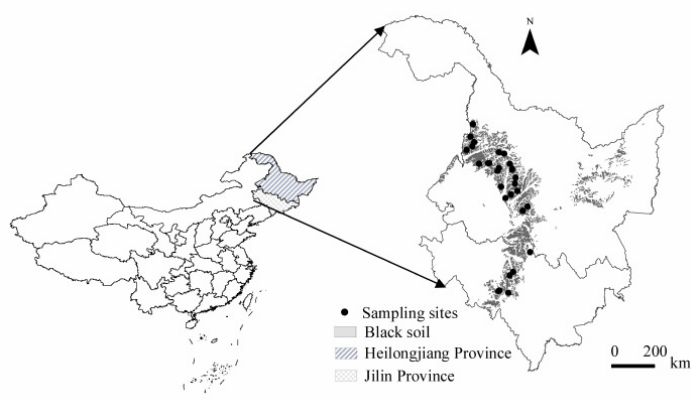 N
Sampling sites
Black soil
Heilongjiang Province
Jilin Province
0 200
km